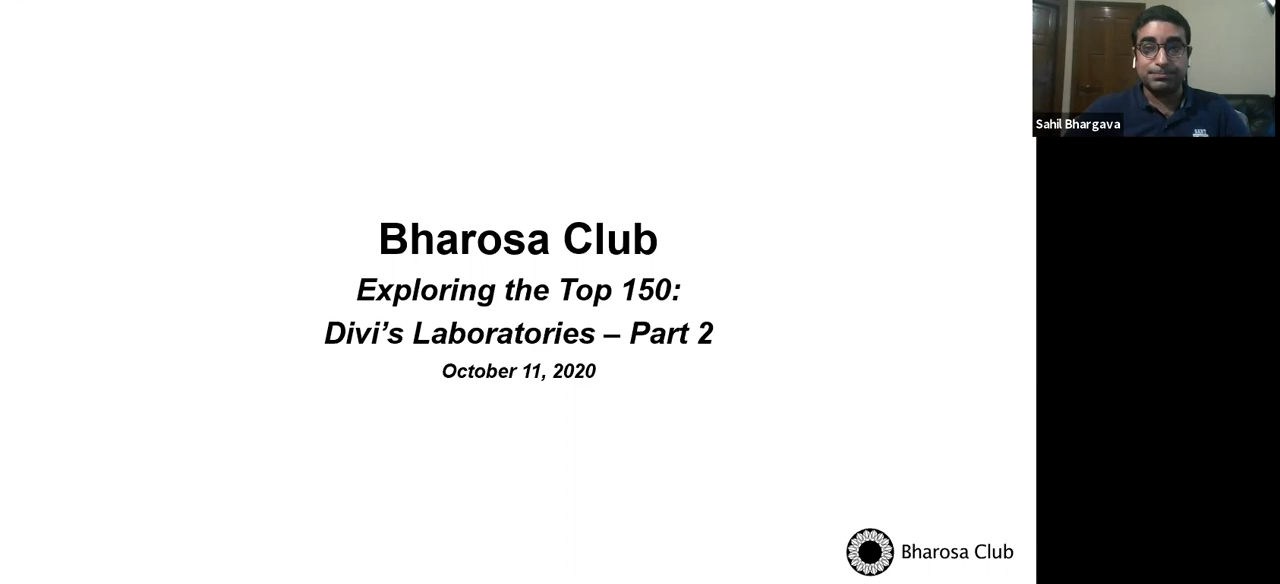 Bharosa Club
Exploring the Top 150:
Divi's Laboratories – Part 2
October 11, 2020
Bharosa Club
Sahil Bhargava